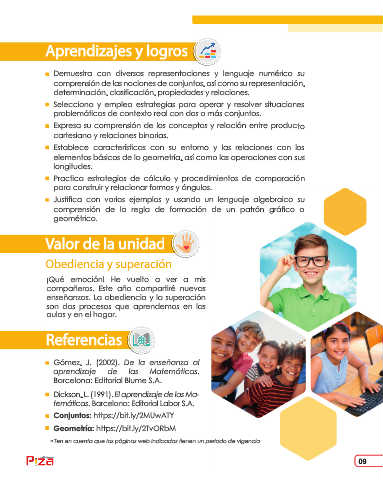 Aprendizajes y logros
Demuestra con diversas representaciones y lenguaje numérico su
comprensión de las nociones de conjuntos, así como su representación,
determinación, clasificación, propiedades y relaciones.
Selecciona y emplea estrategias para operar y resolver situaciones
problemáticas de contexto real con dos o más conjuntos.
Expresa su comprensión de los conceptos y relación entre producto
cartesiano y relaciones binarias.
Establece características con su entorno y las relaciones con los
elementos básicos de la geometría, así como las operaciones con sus
longitudes.
Practica estrategias de cálculo y procedimientos de comparación
para construir y relacionar formas y ángulos.
Justifica con varios ejemplos y usando un lenguaje algebraico su
comprensión de la regla de formación de un patrón gráfico o
geométrico.
Valor de la unidad
Obediencia y superación
¡Qué emoción! He vuelto a ver a mis
compañeros. Este año compartiré nuevas
enseñanzas. La obediencia y la superación
son dos procesos que aprendemos en las
aulas y en el hogar.
Referencias
Gómez, J. (2002). De la enseñanza al
aprendizaje de las Matemáticas.
Barcelona: Editorial Blume S.A.
Dickson, L. (1991). El aprendizaje de las Ma-
temáticas. Barcelona: Editorial Labor S.A.
Conjuntos: https://bit.ly/2MUwATY
Geometría: https://bit.ly/2TvORbM
*Ten en cuenta que las páginas web indicadas tienen un periodo de vigencia
Piza
09